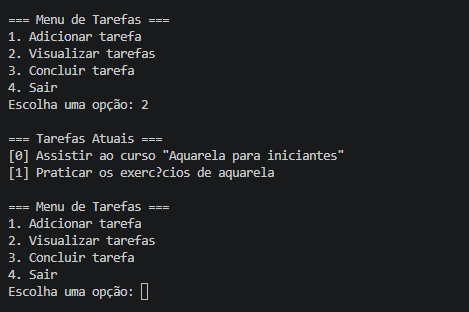 === Menu de Tarefas ===
1. Adicionar tarefa
2. Visualizar tarefas
3. Concluir tarefa
4. Sair
Escolha uma opção: 2
=== Tarefas Atuais ===
[0] Assistir ao curso "Aquarela para iniciantes"
[1] Praticar os exerc?cios de aquarela
=== Menu de Tarefas ===
1. Adicionar tarefa
2. Visualizar tarefas
3. Concluir tarefa
4. Sair
Escolha uma opção: